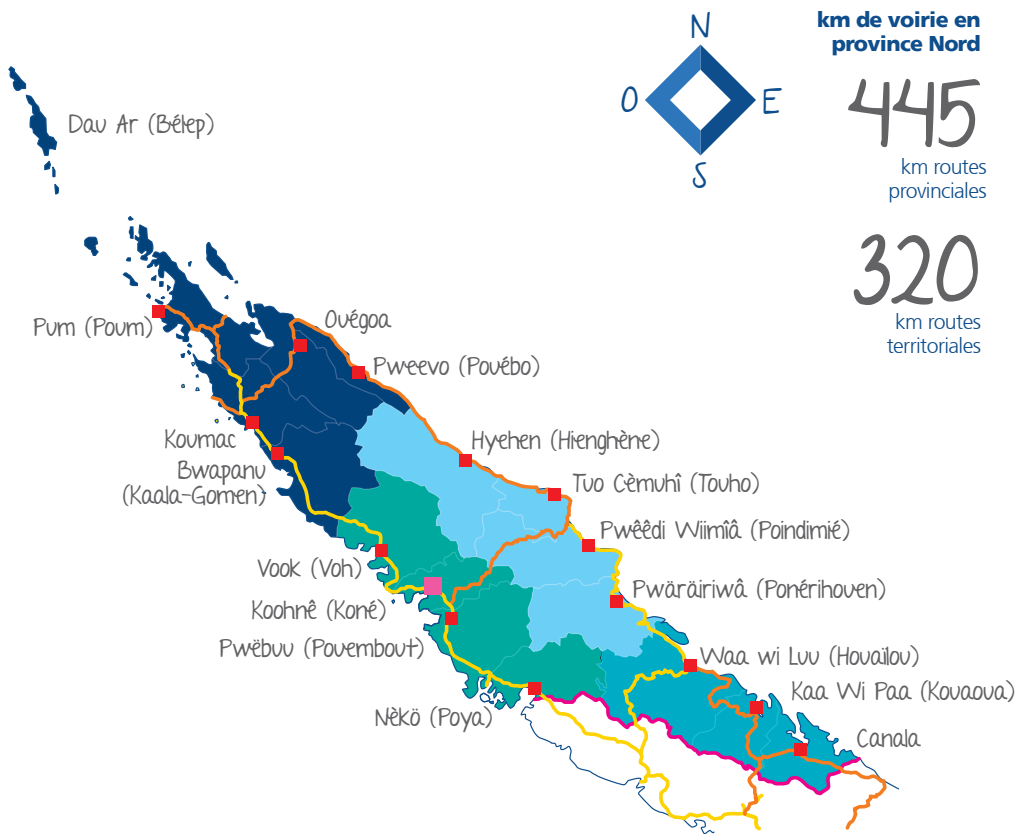 N
O
E
S
km de voirie en
province Nord
445
km routes
provinciales
320
km routes
territoriales
Dau Ar (Bélep)
Pum (Poum)
Ouégoa
Pweevo (Pouébo)
Koumac
Bwapanu
(Kaala-Gomen)
Hyehen (Hienghène)
Tuo Cèmuhî (Touho)
Pwêêdi Wiimîâ (Poindimié)
Vook (Voh)
Pwäräiriwâ (Ponérihouen)
Koohnê (Koné)
Pwëbuu (Pouembout)
Waa wi Luu (Houaïlou)
Kaa Wi Paa (Kouaoua)
Nèkö (Poya)
Canala